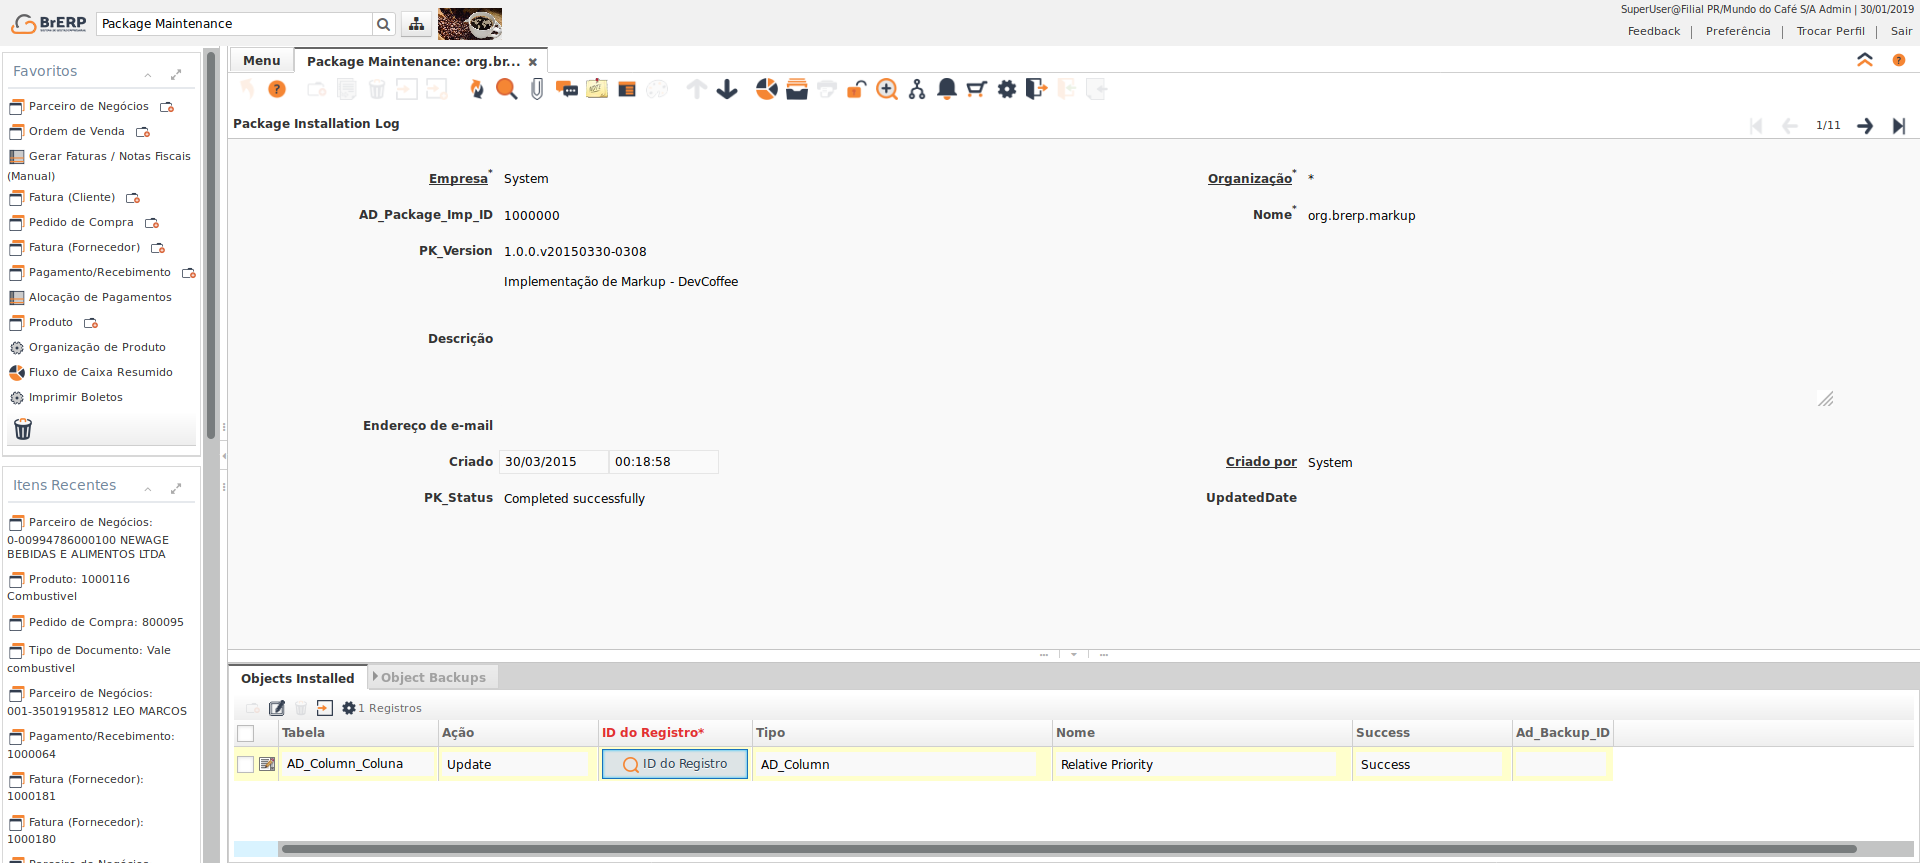 BrERP
Package Maintenance
SuperUser@Filial PR/Mundo do Café S/A Admin | 30/01/2019
Feedback | Preferência | Trocar Perfil | Sair
Favoritos
Parceiro de Negócios
Ordem de Venda
Gerar Faturas / Notas Fiscais
(Manual)
Fatura (Cliente)
Pedido de Compra
Fatura (Fornecedor)
Pagamento/Recebimento
Alocação de Pagamentos
Produto
Organização de Produto
Fluxo de Caixa Resumido
Imprimir Boletos
Itens Recentes
Parceiro de Negócios:
0-00994786000100 NEWAGE
BEBIDAS E ALIMENTOS LTDA
Produto: 1000116
Combustivel
Pedido de Compra: 800095
Tipo de Documento: Vale
combustivel
Parceiro de Negócios:
001-35019195812 LEO MARCOS
Pagamento/Recebimento:
1000064
Fatura (Fornecedor):
1000181
Fatura (Fornecedor):
1000180
Parceiro de Negócios
Menu
Package Maintenance: org.br...
Package Installation Log
1/11
Empresa* System
Organização* *
AD_Package_Imp_ID 1000000
Nome* org.brerp.markup
PK_Version 1.0.0.v20150330-0308
Implementação de Markup - DevCoffee
Descrição
Endereço de e-mail
Criado 30/03/2015 00:18:58
Criado por System
PK_Status Completed successfully
UpdatedDate
Objects Installed
Object Backups
1 Registros
Tabela Ação ID do Registro* Tipo Nome Success Ad_Backup_ID
AD_Column_Coluna Update ID do Registro AD_Column Relative Priority Success